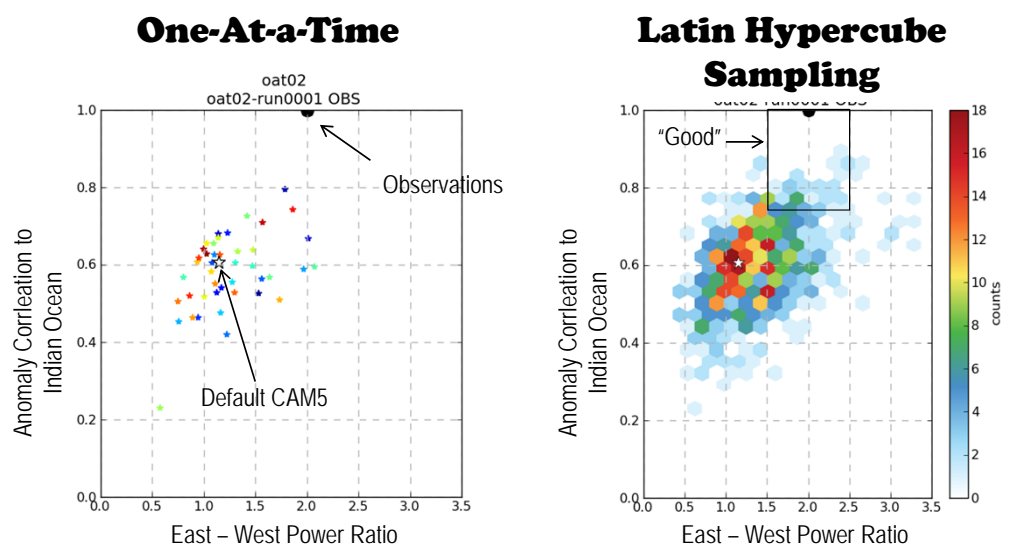 One-At-a-Time
oat02
oat02-run0001 OBS
1.0
0.8
0.6
0.4
0.2
0.0
0.0
0.5
1.0
1.5
2.0
2.5
3.0
3.5
Observations
Default CAM5
Anomaly Corrleation to
Indian Ocean
East – West Power Ratio
Latin Hypercube
Sampling
oat02-run0001 OBS
“Good”
1.0
0.8
0.6
0.4
0.2
0.0
0.0
0.5
1.0
1.5
2.0
2.5
3.0
3.5
Anomaly Corrleation to
Indian Ocean
East – West Power Ratio
18
16
14
12
10
8
6
4
2
0
counts